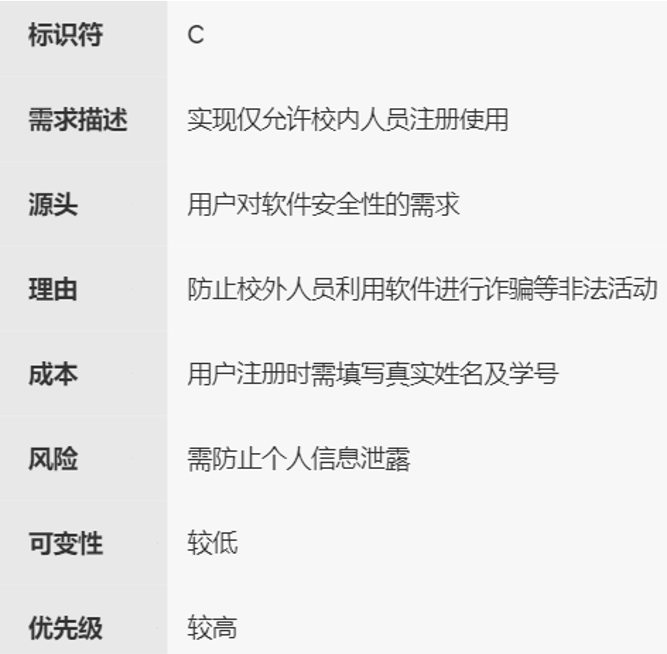 标识符 C
需求描述 实现仅允许校内人员注册使用
源头 用户对软件安全性的需求
理由 防止校外人员利用软件进行诈骗等非法活动
成本 用户注册时需填写真实姓名及学号
风险 需防止个人信息泄露
可变性 较低
优先级 较高